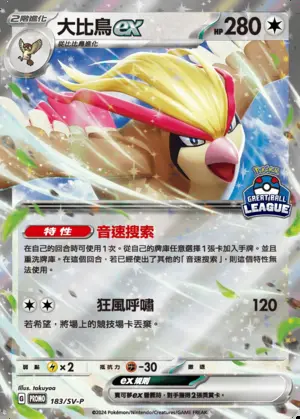 2階進化
大比鳥ex
HP 280
從比比鳥進化
Pokémon
GREAT BALL
LEAGUE
特性 音速搜索
在自己的回合時可使用1次。從自己的牌庫任意選擇1張卡加入手牌。並且
重洗牌庫。在這個回合，若已經使出了其他的「音速搜索」，則這個特性無
法使用。
狂風呼嘯 120
若希望，將場上的競技場卡丟棄。
弱點 ×2 抵抗力 -30 撤退
ex規則
Illus. takuyoa
G PROMO 183/SV-P
寶可夢ex昏厥時，對手獲得2張獎賞卡。
©2024 Pokémon/Nintendo/Creatures/GAME FREAK